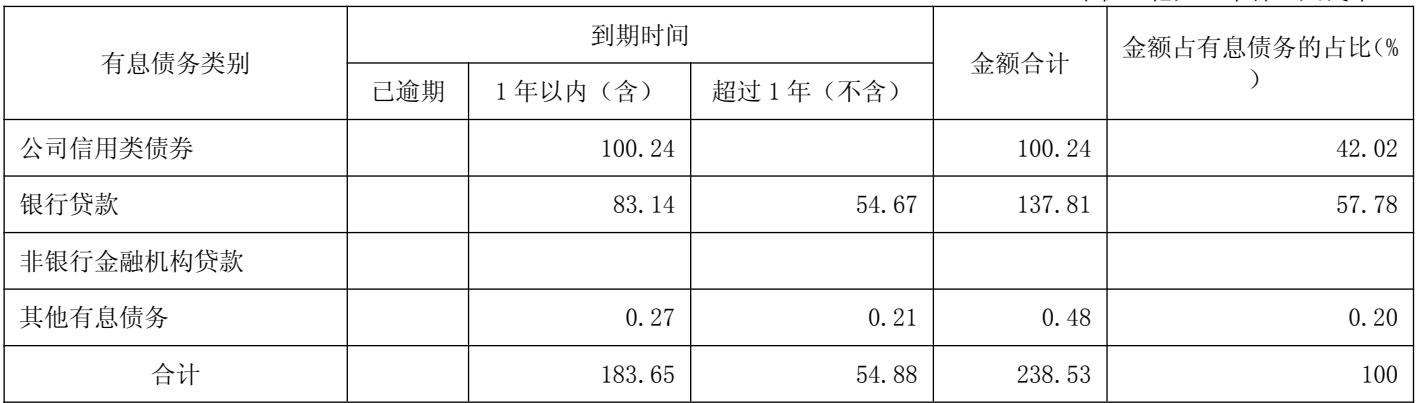 有息债务类别 到期时间 金额合计 金额占有息债务的占比(%
)
已逾期 1年以内（含） 超过1年（不含）
公司信用类债券 100.24 100.24 42.02
银行贷款 83.14 54.67 137.81 57.78
非银行金融机构贷款
其他有息债务 0.27 0.21 0.48 0.20
合计 183.65 54.88 238.53 100